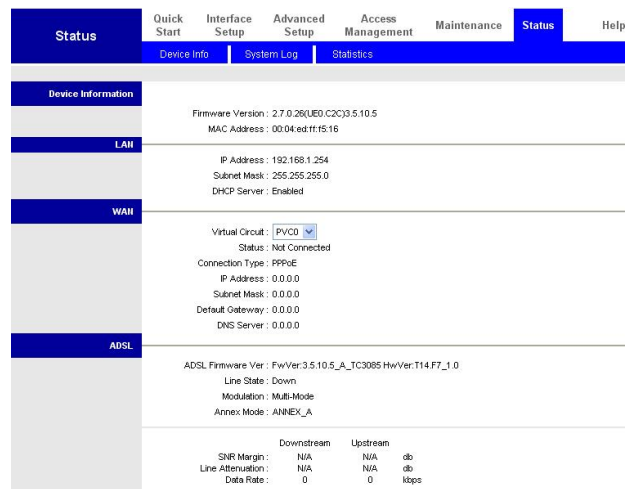 Status
Quick Start
Interface Setup
Advanced Setup
Access Management
Maintenance
Status
Help
Device Info
System Log
Statistics
Device Information
Firmware Version : 2.7.0.26(UE0.C2C)3.5.10.5
MAC Address : 00:04:ed:ff:f5:16
LAN
IP Address : 192.168.1.254
Subnet Mask : 255.255.255.0
DHCP Server : Enabled
WAN
Virtual Circuit : PVC0
Status : Not Connected
Connection Type : PPPoE
IP Address : 0.0.0.0
Subnet Mask : 0.0.0.0
Default Gateway : 0.0.0.0
DNS Server : 0.0.0.0
ADSL
ADSL Firmware Ver : FwVer:3.5.10.5_A_TC3085 HwVer:T14.F7_1.0
Line State : Down
Modulation : Multi-Mode
Annex Mode : ANNEX_A
Downstream Upstream
SNR Margin : N/A N/A db
Line Attenuation : N/A N/A db
Data Rate : 0 0 kbps